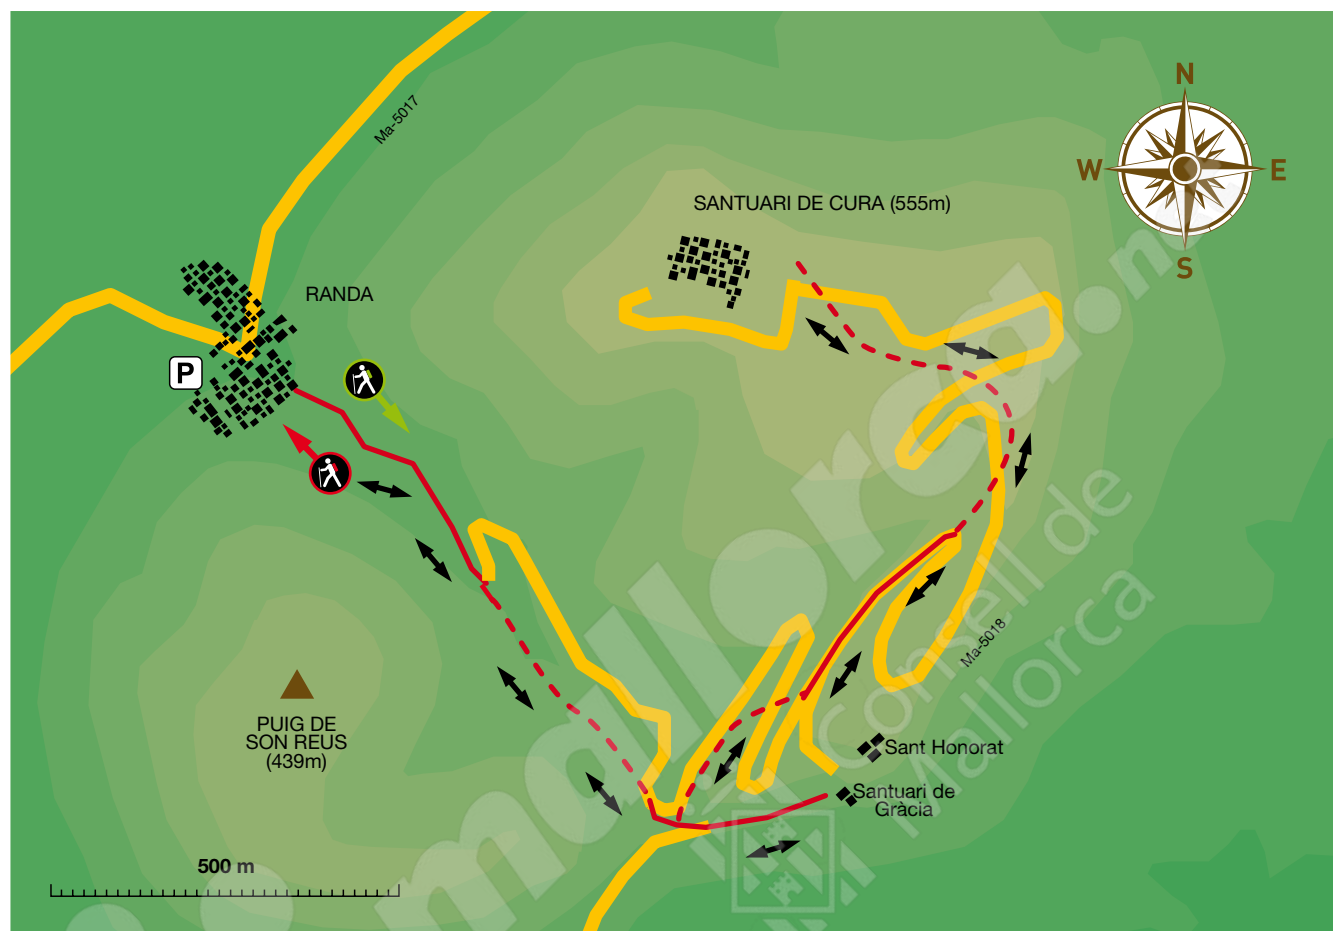 N
W
E
S
Ma-5017
SANTUARI DE CURA (555m)
RANDA
P
Ma-5018
PUIG DE
SON REUS
(439m)
Sant Honorat
Santuari de
Gràcia
500 m
mallorca.
Consell de
Mallorca